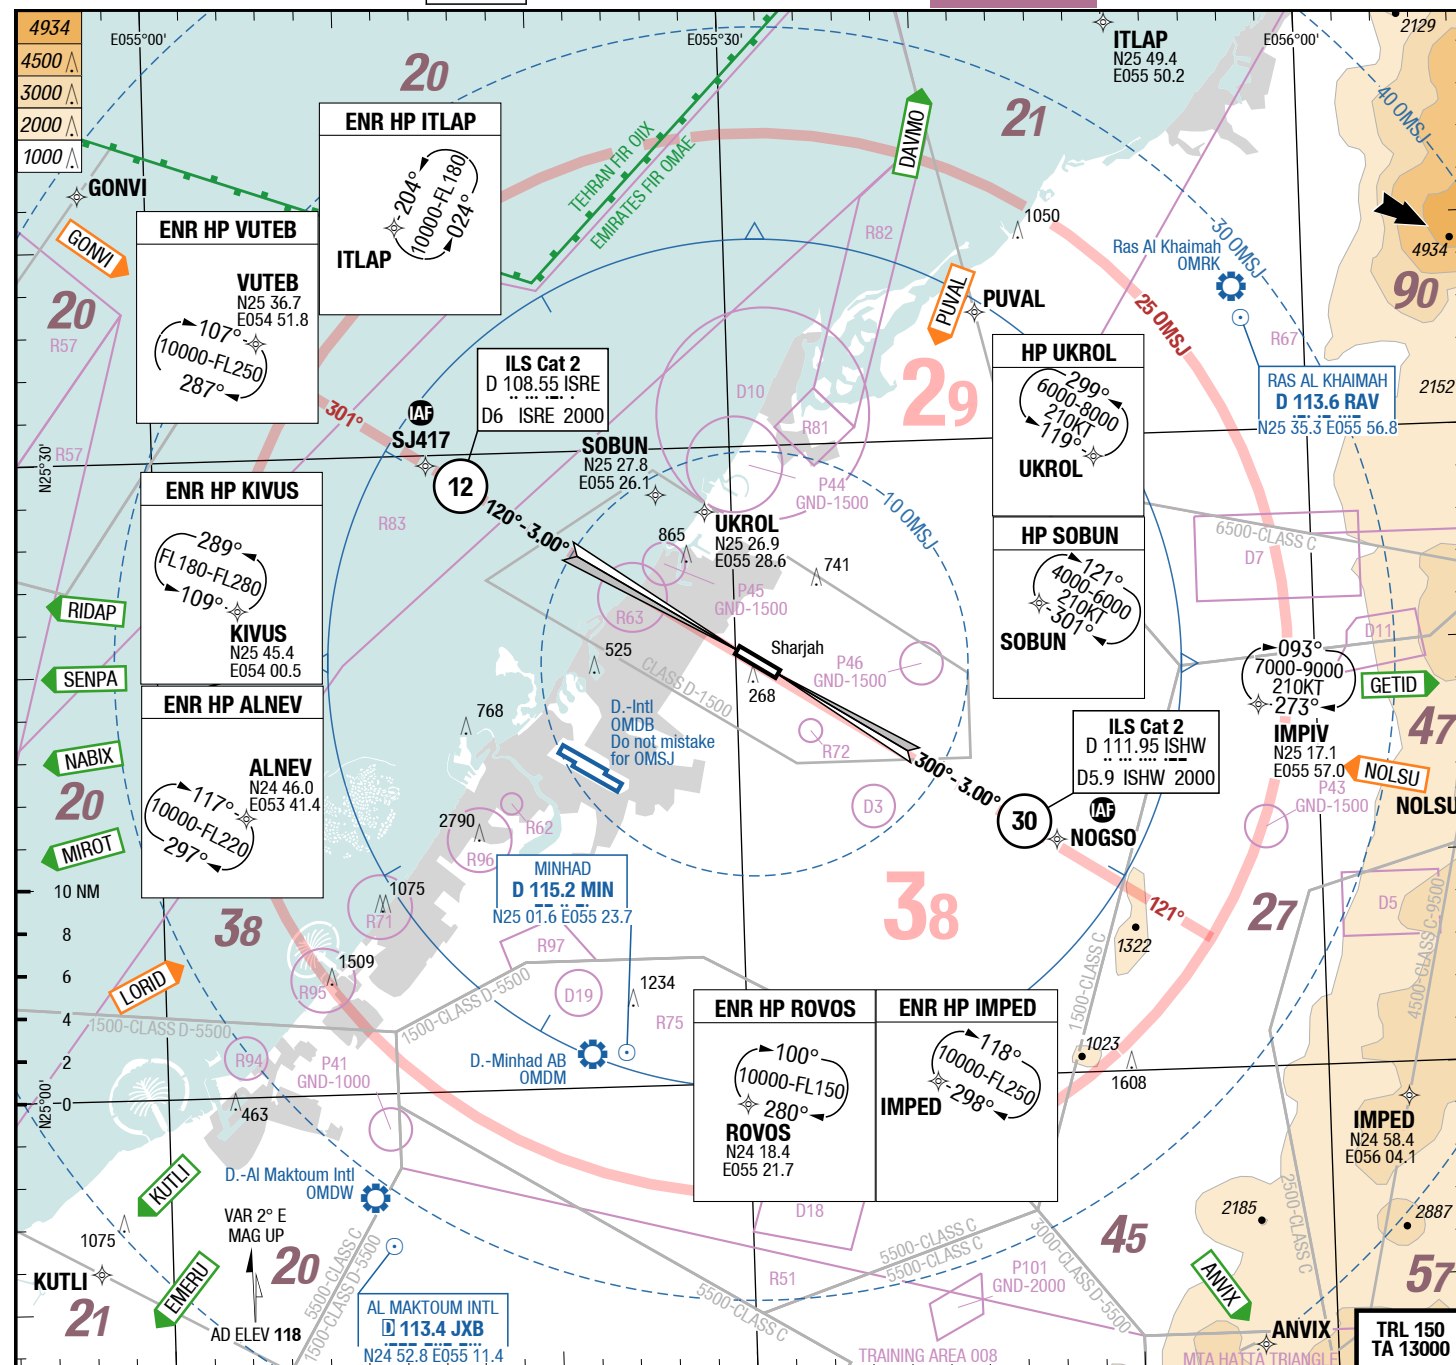 4934
4500
3000
2000
1000
E055°00'
E055°30'
E056°00'
20
21
ITLAP
N25 49.4
E055 50.2
2129
40 OMSJ
TEHRAN FIR OIIX
EMIRATES FIR OMAE
DAVMO
ENR HP ITLAP
204°
10000-FL180
024°
ITLAP
GONVI
GONVI
ENR HP VUTEB
VUTEB
N25 36.7
E054 51.8
107°
10000-FL250
287°
20
R57
R57
R82
1050
Ras Al Khaimah
OMRK
30 OMSJ
4934
90
PUVAL
PUVAL
25 OMSJ
R67
RAS AL KHAIMAH
D 113.6 RAV
N25 35.3 E055 56.8
2152
29
HP UKROL
299°
6000-8000
210KT
119°
UKROL
ILS Cat 2
D 108.55 ISRE
D6 ISRE 2000
301°
IAF
SJ417
12
120°-3.00°
SOBUN
N25 27.8
E055 26.1
D10
R81
P44
GND-1500
N25°30'
ENR HP KIVUS
289°
FL180-FL280
109°
KIVUS
N25 45.4
E054 00.5
R83
UKROL
N25 26.9
E055 28.6
865
741
10 OMSJ
P45
GND-1500
R63
HP SOBUN
121°
4000-6000
210KT
301°
SOBUN
6500-CLASS C
D7
D11
RIDAP
SENPA
NABIX
20
MIROT
525
CLASS D-1500
Sharjah
268
P46
GND-1500
R72
093°
7000-9000
210KT
273°
IMPIV
N25 17.1
E055 57.0
GETID
47
NOLSU
NOLSU
P43
GND-1500
ENR HP ALNEV
ALNEV
N24 46.0
E053 41.4
117°
10000-FL220
297°
768
D.-Intl
OMDB
Do not mistake
for OMSJ
ILS Cat 2
D 111.95 ISHW
D5.9 ISHW 2000
300°-3.00°
30
IAF
NOGSO
D3
2790
R62
R96
MINHAD
D 115.2 MIN
N25 01.6 E055 23.7
10 NM
8
6
4
2
0
1075
R71
38
38
121°
27
D5
1322
4500-CLASS C-9500
1500-CLASS C
LORID
1509
R95
R97
D19
1234
R75
1500-CLASS D-5500
1500-CLASS D-5500
R94
P41
GND-1000
D.-Minhad AB
OMDM
ENR HP ROVOS
100°
10000-FL150
280°
ROVOS
N24 18.4
E055 21.7
ENR HP IMPED
118°
10000-FL250
298°
IMPED
1023
1608
N25°00'
463
IMPED
N24 58.4
E056 04.1
KUTLI
D.-Al Maktoum Intl
OMDW
VAR 2° E
MAG UP
1075
KUTLI
21
EMERU
20
AD ELEV 118
5500-CLASS C
1500-CLASS D-5500
AL MAKTOUM INTL
D 113.4 JXB
N24 52.8 E055 11.4
D18
5500-CLASS C
5500-CLASS C
5500-CLASS C
R51
P101
GND-2000
3000-CLASS D-5500
45
2185
2500-CLASS C
2887
ANVIX
57
ANVIX
TRAINING AREA 008
MTA HATTA TRIANGLE
TRL 150
TA 13000